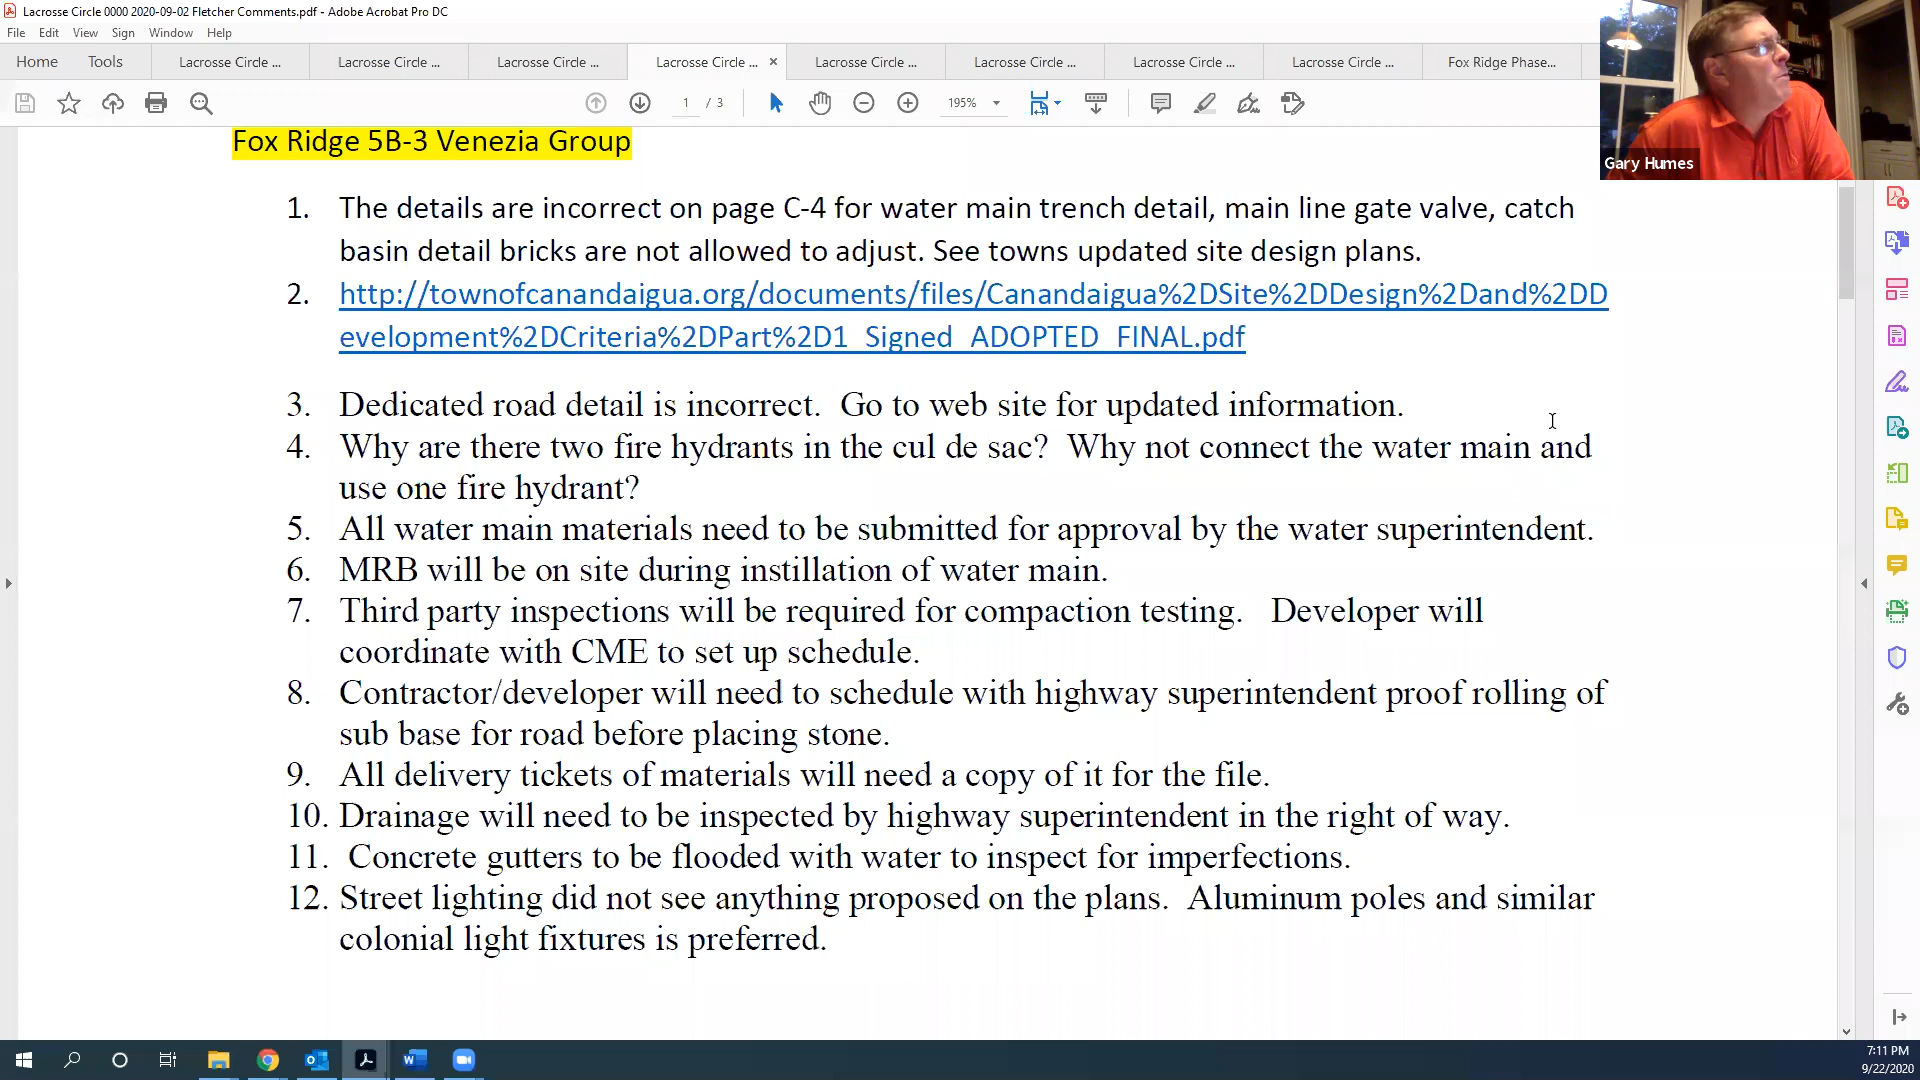 Lacrosse Circle 0000 2020-09-02 Fletcher Comments.pdf - Adobe Acrobat Pro DC
File Edit View Sign Window Help
Home Tools Lacrosse Circle ... Lacrosse Circle ... Lacrosse Circle ... Lacrosse Circle ... × Lacrosse Circle ... Lacrosse Circle ... Lacrosse Circle ... Lacrosse Circle ... Fox Ridge Phase...
1 / 3 195%
Gary Humes
Fox Ridge 5B-3 Venezia Group
1. The details are incorrect on page C-4 for water main trench detail, main line gate valve, catch
basin detail bricks are not allowed to adjust. See towns updated site design plans.
2. http://townofcanandaigua.org/documents/files/Canandaigua%2DSite%2DDesign%2Dand%2DD
evelopment%2DCriteria%2DPart%2D1_Signed_ADOPTED_FINAL.pdf
3. Dedicated road detail is incorrect. Go to web site for updated information.
4. Why are there two fire hydrants in the cul de sac? Why not connect the water main and
use one fire hydrant?
5. All water main materials need to be submitted for approval by the water superintendent.
6. MRB will be on site during instillation of water main.
7. Third party inspections will be required for compaction testing. Developer will
coordinate with CME to set up schedule.
8. Contractor/developer will need to schedule with highway superintendent proof rolling of
sub base for road before placing stone.
9. All delivery tickets of materials will need a copy of it for the file.
10. Drainage will need to be inspected by highway superintendent in the right of way.
11. Concrete gutters to be flooded with water to inspect for imperfections.
12. Street lighting did not see anything proposed on the plans. Aluminum poles and similar
colonial light fixtures is preferred.
7:11 PM
9/22/2020